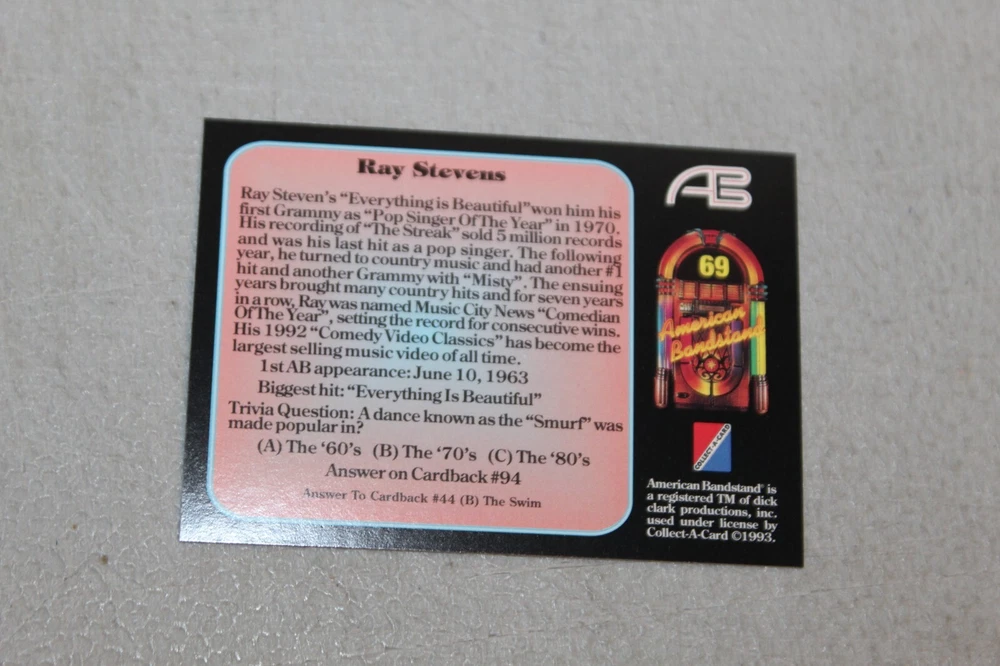 Ray Stevens
Ray Steven's "Everything is Beautiful" won him his
first Grammy as "Pop Singer Of The Year" in 1970.
His recording of "The Streak" sold 5 million records
and was his last hit as a pop singer. The following
year, he turned to country music and had another #1
hit and another Grammy with "Misty". The ensuing
years brought many country hits and for seven years
in a row, Ray was named Music City News "Comedian
Of The Year", setting the record for consecutive wins.
His 1992 "Comedy Video Classics" has become the
largest selling music video of all time.
1st AB appearance: June 10, 1963
Biggest hit: "Everything Is Beautiful"
Trivia Question: A dance known as the "Smurf" was
made popular in?
(A) The '60's (B) The '70's (C) The '80's
Answer on Cardback #94
Answer To Cardback #44 (B) The Swim
AB
69
American
Bandstand
COLLECT-A-CARD
American Bandstand® is
a registered TM of dick
clark productions, inc.
used under license by
Collect-A-Card ©1993.